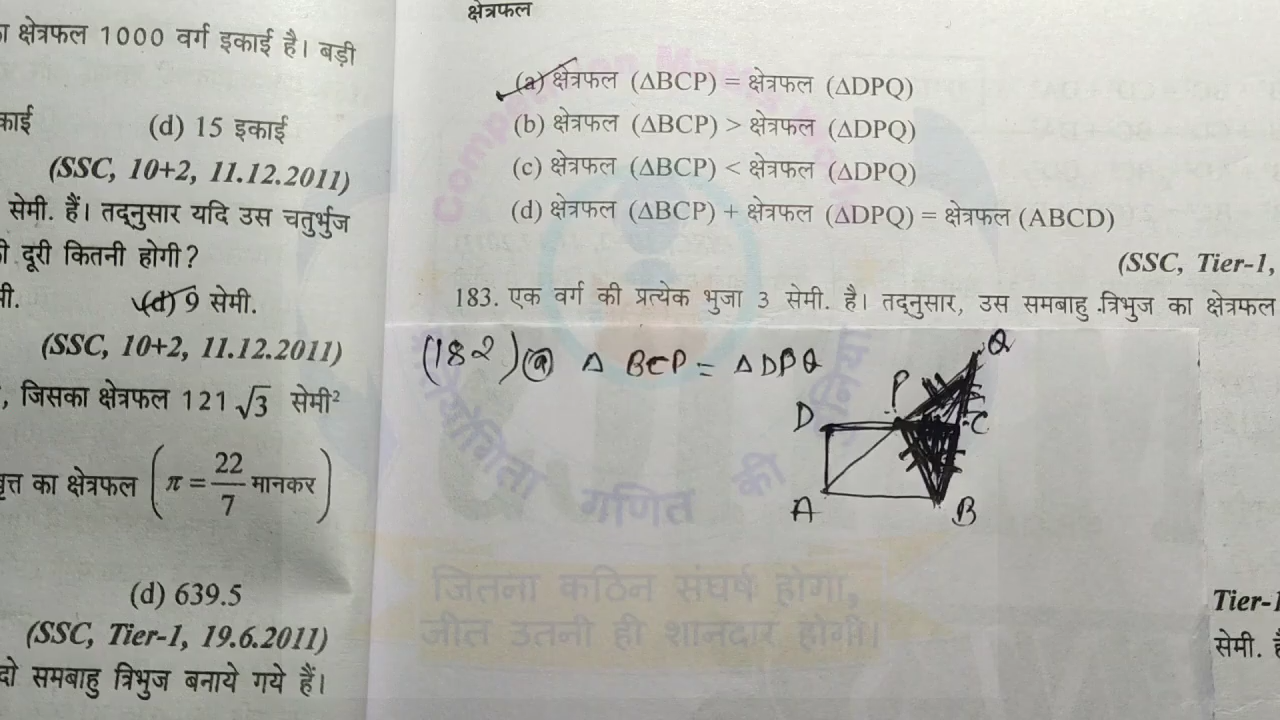 ा क्षेत्रफल 1000 वर्ग इकाई है। बड़ी
काई (d) 15 इकाई
(SSC, 10+2, 11.12.2011)
सेमी. हैं। तद्नुसार यदि उस चतुर्भुज
ी दूरी कितनी होगी?
मी. (d) 9 सेमी.
(SSC, 10+2, 11.12.2011)
, जिसका क्षेत्रफल 121 √3 सेमी²
वृत्त का क्षेत्रफल (π = 22/7 मानकर)
(d) 639.5
(SSC, Tier-1, 19.6.2011)
दो समबाहु त्रिभुज बनाये गये हैं।
क्षेत्रफल
(a) क्षेत्रफल (ΔBCP) = क्षेत्रफल (ΔDPQ)
(b) क्षेत्रफल (ΔBCP) > क्षेत्रफल (ΔDPQ)
(c) क्षेत्रफल (ΔBCP) < क्षेत्रफल (ΔDPQ)
(d) क्षेत्रफल (ΔBCP) + क्षेत्रफल (ΔDPQ) = क्षेत्रफल (ABCD)
(SSC, Tier-1,
183. एक वर्ग की प्रत्येक भुजा 3 सेमी. है। तद्नुसार, उस समबाहु त्रिभुज का क्षेत्रफल
(182) (a) Δ BCP = ΔDPQ
Q
P
D C
A B
प्रतियोगिता गणित की दुनिया
जितना कठिन संघर्ष होगा,
जीत उतनी ही शानदार होगी।
Tier-1
सेमी. है